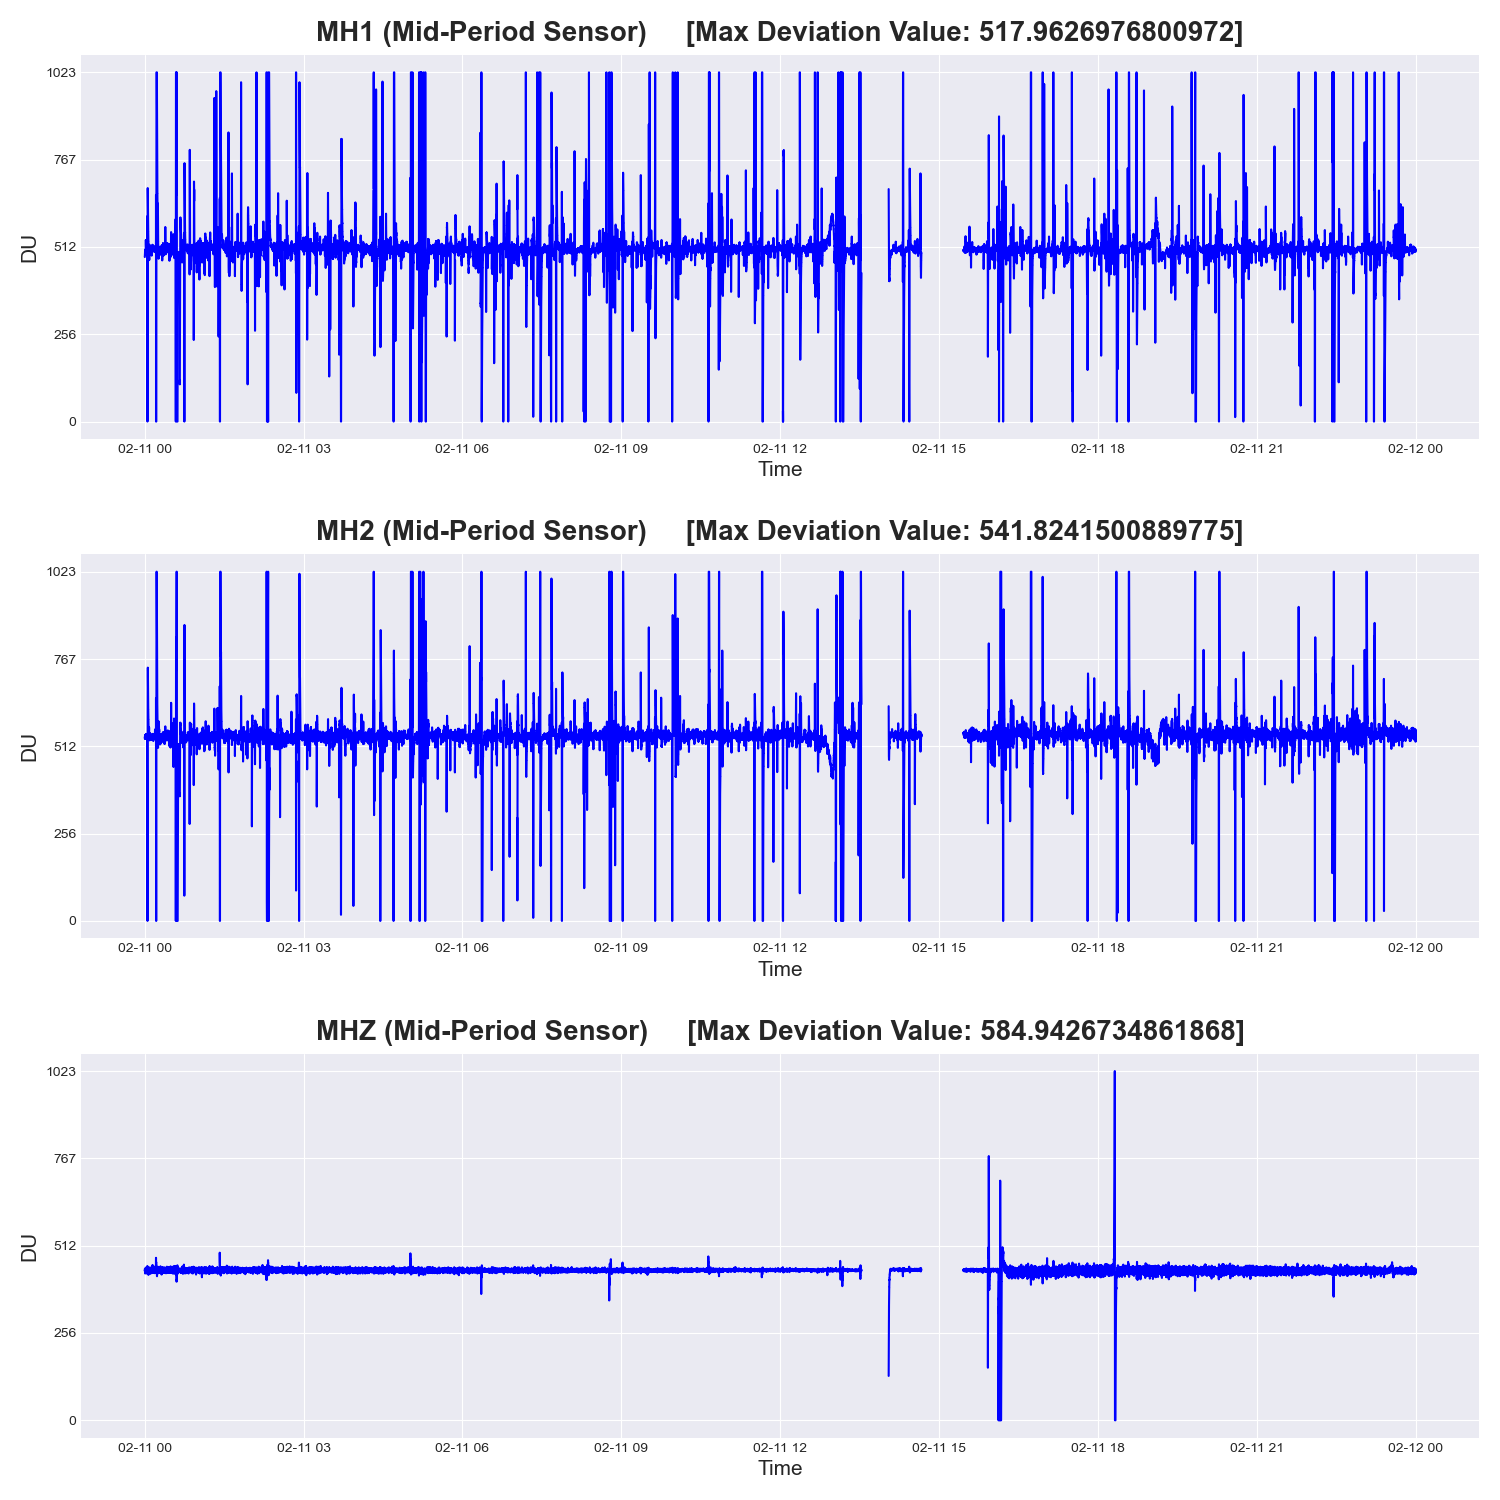 MH1 (Mid-Period Sensor) [Max Deviation Value: 517.9626976800972]
1023
767
512
256
0
DU
02-11 00 02-11 03 02-11 06 02-11 09 02-11 12 02-11 15 02-11 18 02-11 21 02-12 00
Time
MH2 (Mid-Period Sensor) [Max Deviation Value: 541.8241500889775]
1023
767
512
256
0
DU
02-11 00 02-11 03 02-11 06 02-11 09 02-11 12 02-11 15 02-11 18 02-11 21 02-12 00
Time
MHZ (Mid-Period Sensor) [Max Deviation Value: 584.9426734861868]
1023
767
512
256
0
DU
02-11 00 02-11 03 02-11 06 02-11 09 02-11 12 02-11 15 02-11 18 02-11 21 02-12 00
Time